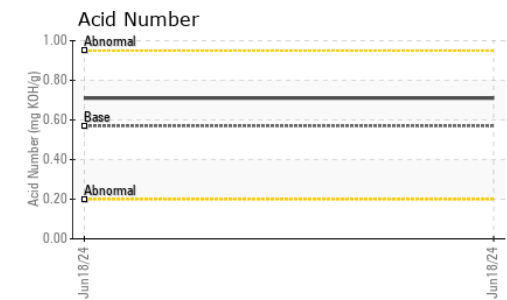 Acid Number
Acid Number (mg KOH/g)
1.00
0.80
0.60
0.40
0.20
0.00
Abnormal
Base
Abnormal
Jun18/24
Jun18/24